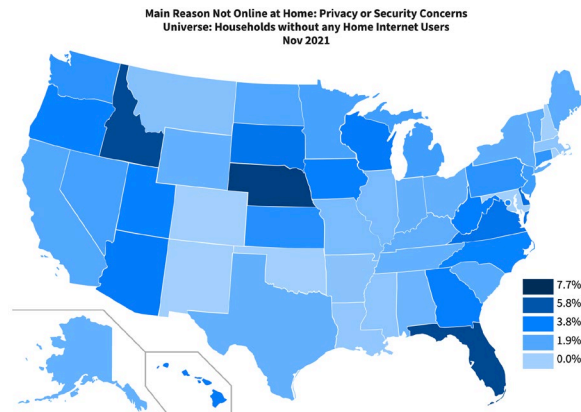 Main Reason Not Online at Home: Privacy or Security Concerns
Universe: Households without any Home Internet Users
Nov 2021
7.7%
5.8%
3.8%
1.9%
0.0%